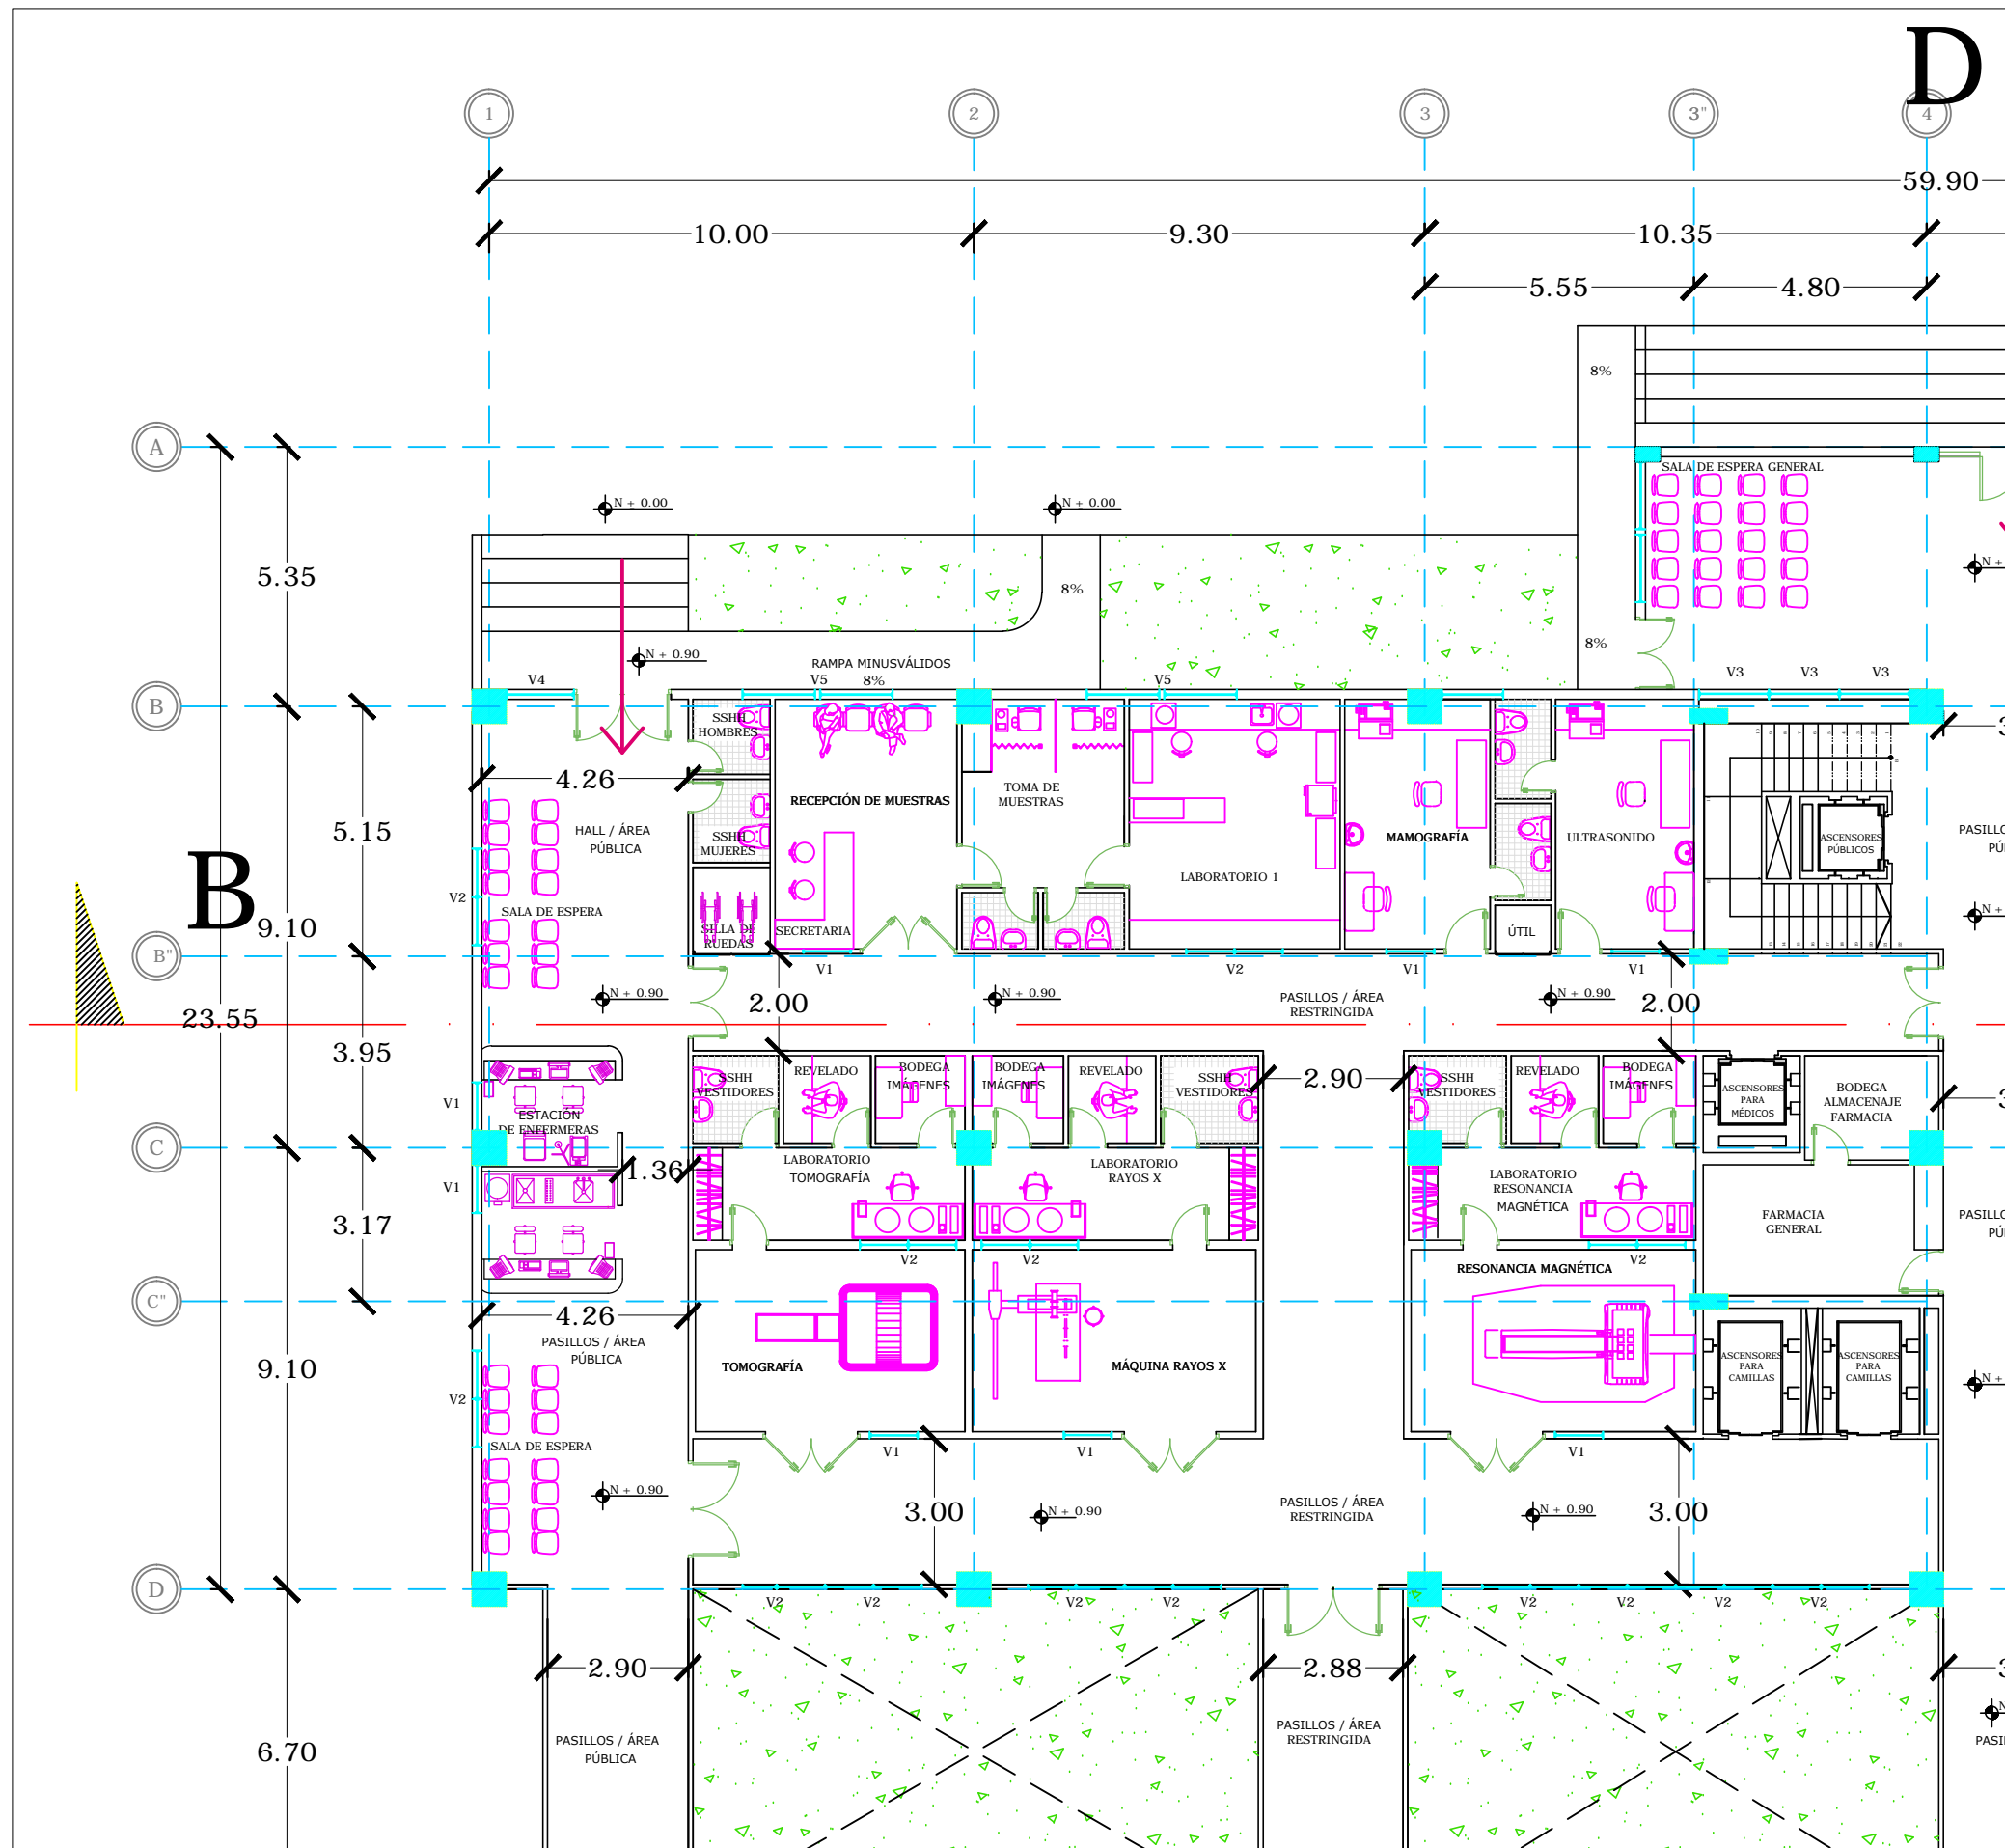 D
1
2
3
3"
4
59.90
10.00
9.30
10.35
5.55
4.80
8%
A
SALA DE ESPERA GENERAL
N + 0.00
N + 0.00
5.35
8%
8%
N + 0.90
RAMPA MINUSVÁLIDOS
8%
V4
V5
V5
V3
V3
V3
B
SSHH
HOMBRES
4.26
TOMA DE
MUESTRAS
RECEPCIÓN DE MUESTRAS
HALL / ÁREA
PÚBLICA
5.15
SSHH
MUJERES
MAMOGRAFÍA
ULTRASONIDO
ASCENSORES
PÚBLICOS
B
V2
LABORATORIO 1
SALA DE ESPERA
9.10
SILLA DE
RUEDAS
SECRETARIA
ÚTIL
B"
V1
V2
V1
V1
N + 0.90
2.00
N + 0.90
PASILLOS / ÁREA
RESTRINGIDA
N + 0.90
2.00
23.55
3.95
SSHH
VESTIDORES
REVELADO
BODEGA
IMÁGENES
BODEGA
IMÁGENES
REVELADO
SSHH
VESTIDORES
2.90
SSHH
VESTIDORES
REVELADO
BODEGA
IMÁGENES
ASCENSORES
PARA
MÉDICOS
BODEGA
ALMACENAJE
FARMACIA
V1
ESTACIÓN
DE ENFERMERAS
C
V1
1.36
LABORATORIO
TOMOGRAFÍA
LABORATORIO
RAYOS X
LABORATORIO
RESONANCIA
MAGNÉTICA
FARMACIA
GENERAL
3.17
V2
V2
V2
RESONANCIA MAGNÉTICA
C"
4.26
PASILLOS / ÁREA
PÚBLICA
9.10
TOMOGRAFÍA
MÁQUINA RAYOS X
ASCENSORES
PARA
CAMILLAS
ASCENSORES
PARA
CAMILLAS
V2
SALA DE ESPERA
V1
V1
V1
N + 0.90
3.00
N + 0.90
PASILLOS / ÁREA
RESTRINGIDA
N + 0.90
3.00
D
V2
V2
V2
V2
V2
V2
V2
V2
2.90
2.88
PASILLOS / ÁREA
PÚBLICA
PASILLOS / ÁREA
RESTRINGIDA
6.70